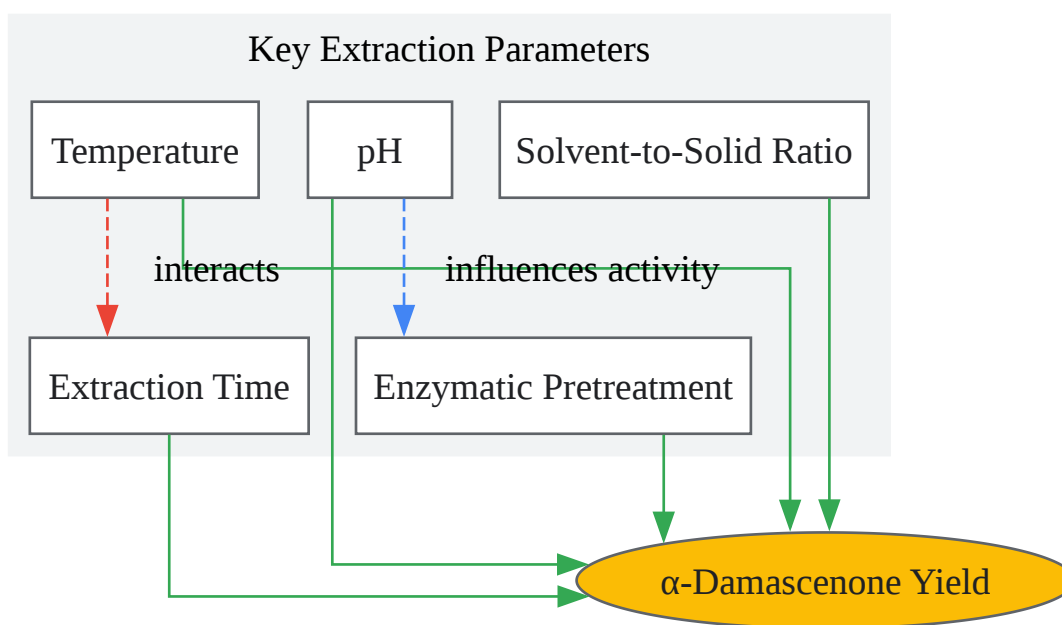 Key Extraction Parameters
Temperature
pH
Solvent-to-Solid Ratio
interacts
influences activity
Extraction Time
Enzymatic Pretreatment
α-Damascenone Yield